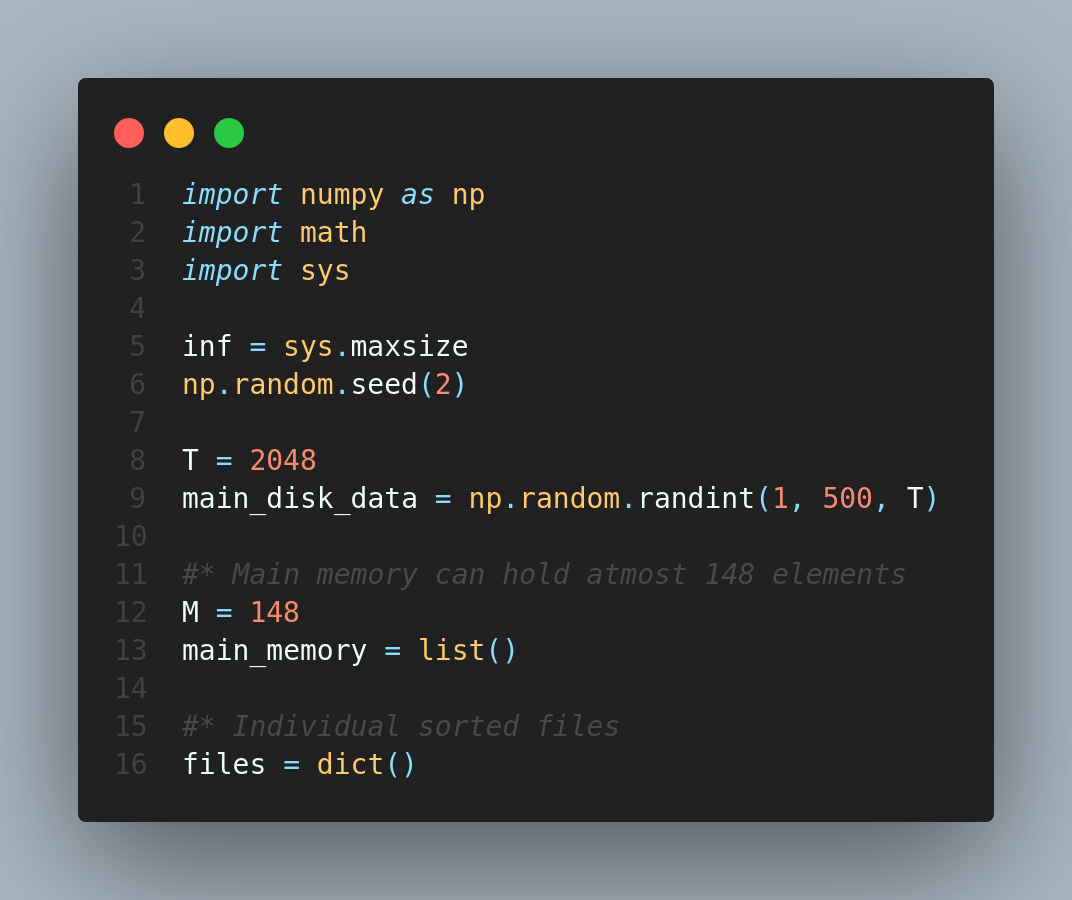 1 import numpy as np
2 import math
3 import sys
4
5 inf = sys.maxsize
6 np.random.seed(2)
7
8 T = 2048
9 main_disk_data = np.random.randint(1, 500, T)
10
11 #* Main memory can hold atmost 148 elements
12 M = 148
13 main_memory = list()
14
15 #* Individual sorted files
16 files = dict()